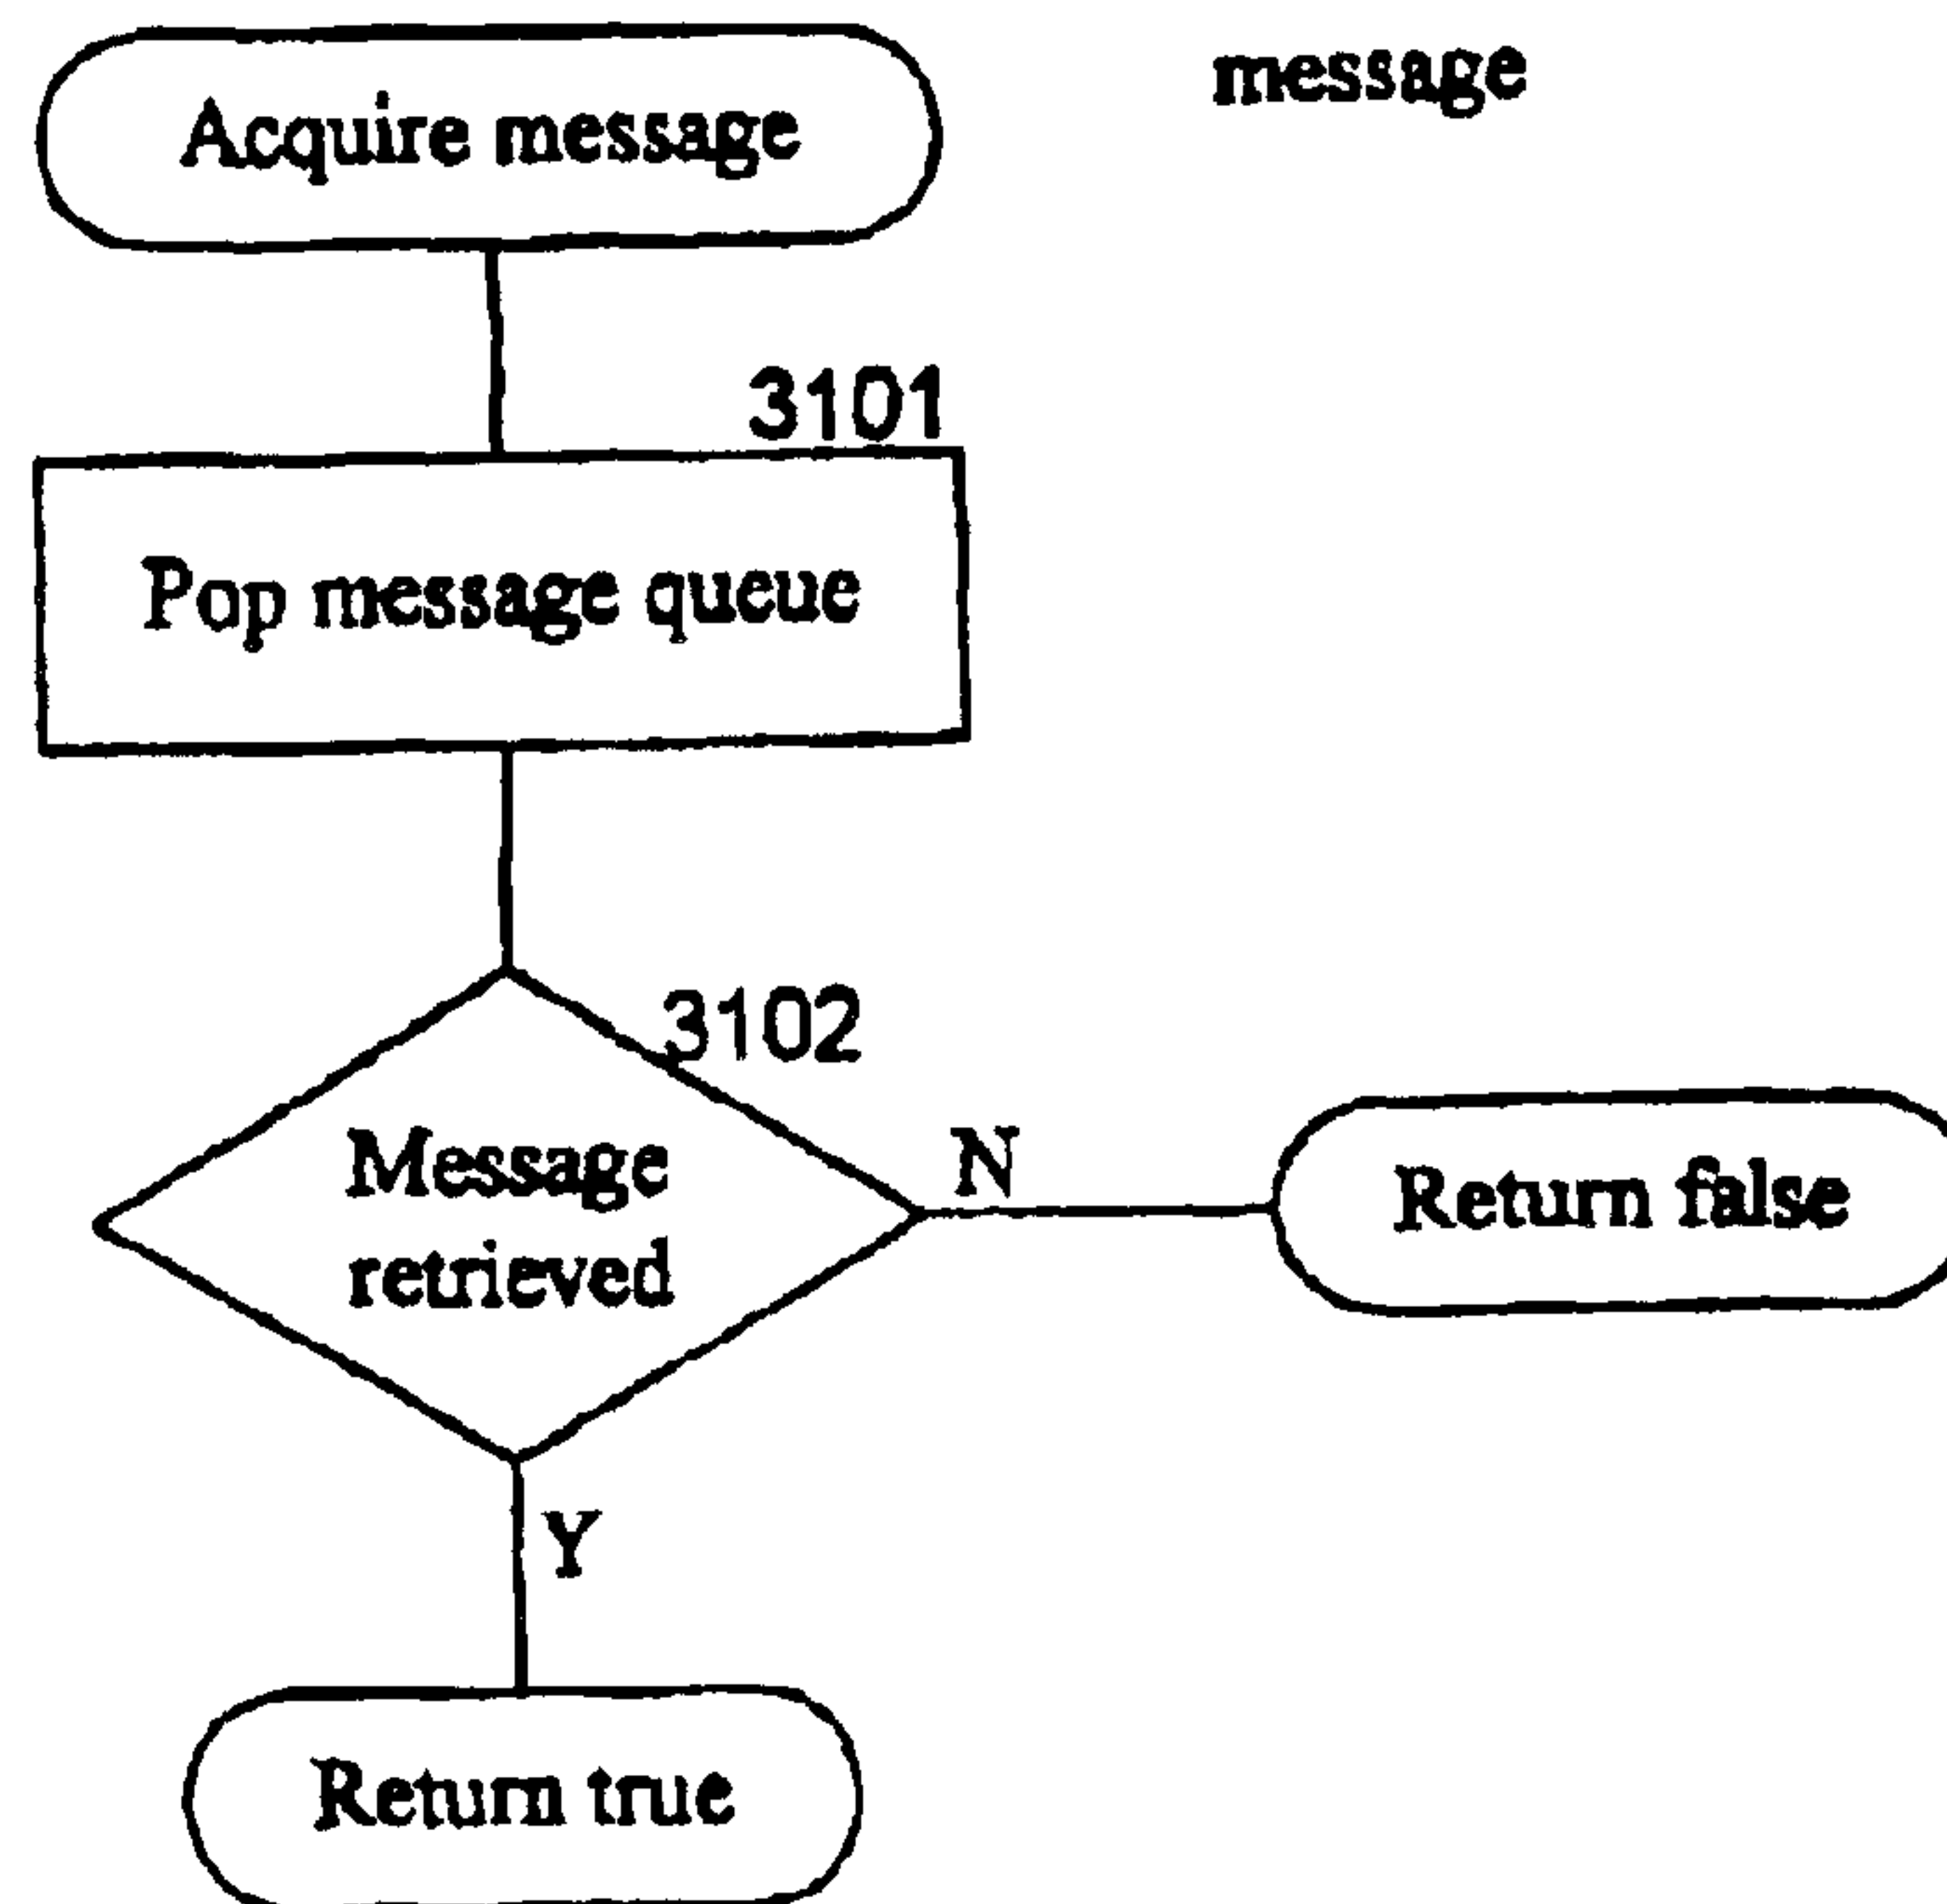 Acquire message
message
3101
Pop message queue
3102
Message
retrieved
N
Return false
Y
Return true